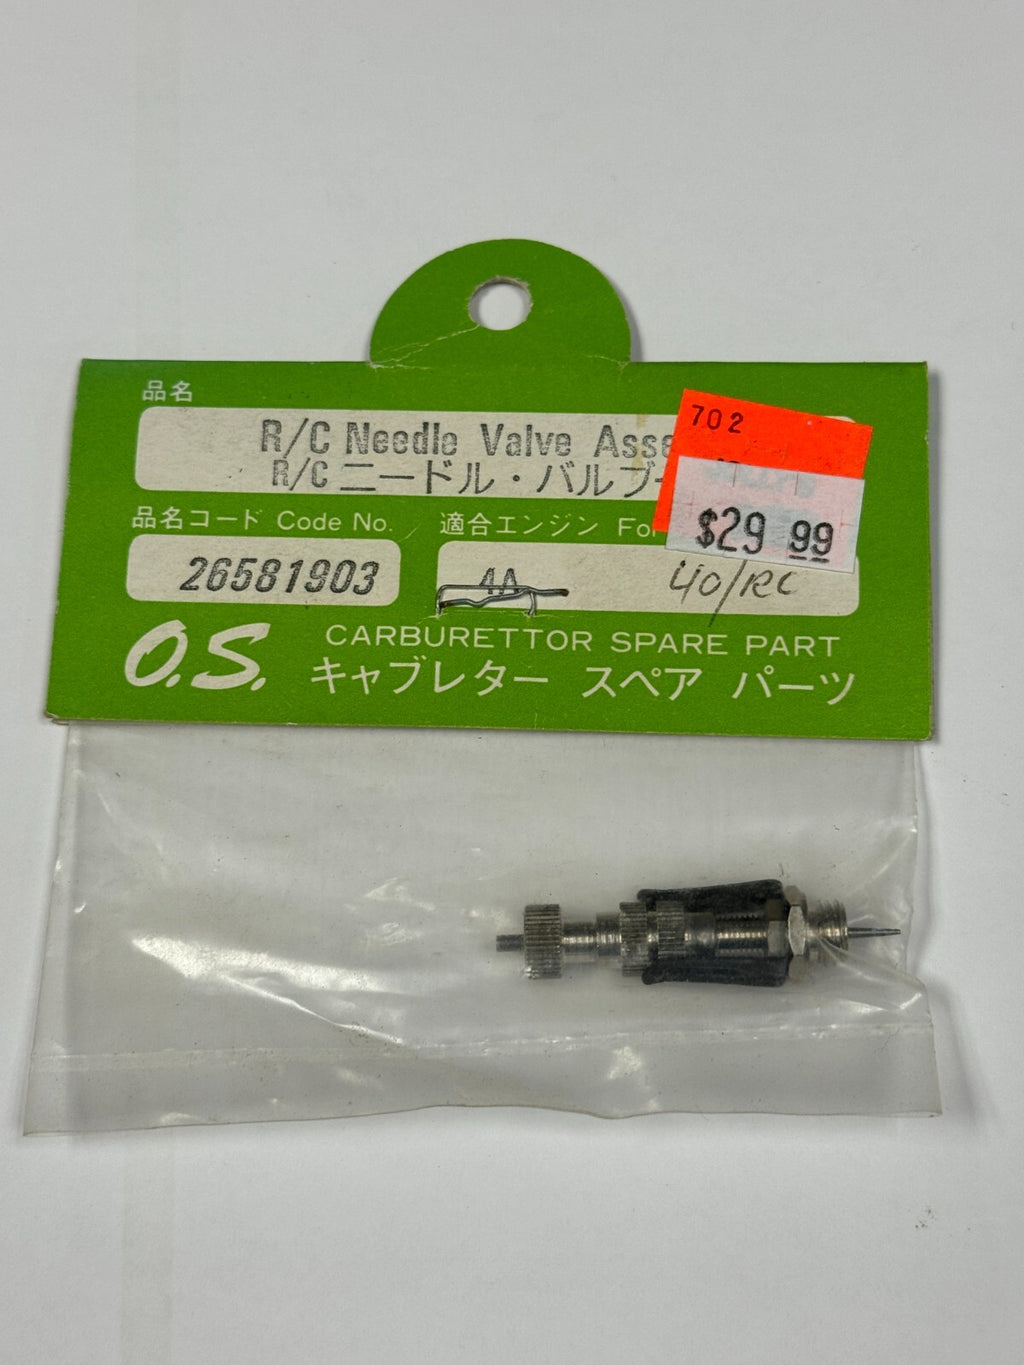 品名
702
R/C Needle Valve Asse
R/C ニードル・バルブ
$29 99
品名コード Code No.
適合エンジン For
26581903
4A
40/RC
O.S.
CARBURETTOR SPARE PART
キャブレター スペア パーツ